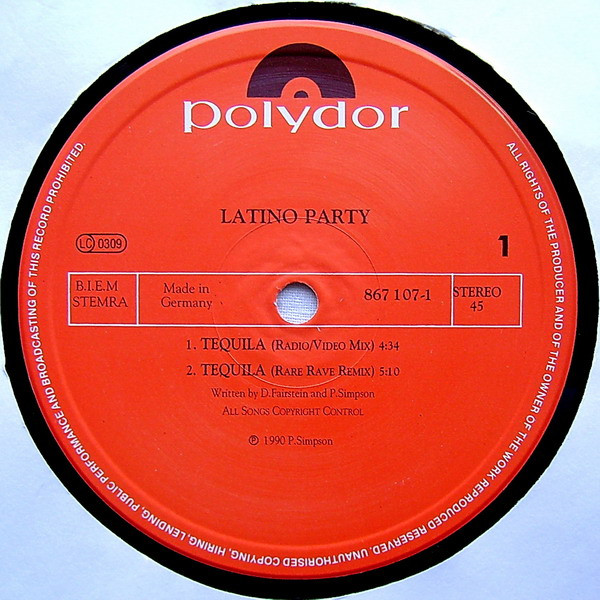 polydor
LATINO PARTY
LC 0309
1
B.I.E.M
STEMRA
Made in
Germany
867 107-1
STEREO
45
1. TEQUILA (RADIO/VIDEO MIX) 4:34
2. TEQUILA (RARE RAVE REMIX) 5:10
Written by D.Fairstein and P.Simpson
ALL SONGS COPYRIGHT CONTROL
℗ 1990 P.Simpson
ALL RIGHTS OF THE PRODUCER AND OF THE OWNER OF THE WORK REPRODUCED RESERVED. UNAUTHORISED COPYING, HIRING, LENDING, PUBLIC PERFORMANCE AND BROADCASTING OF THIS RECORD PROHIBITED.